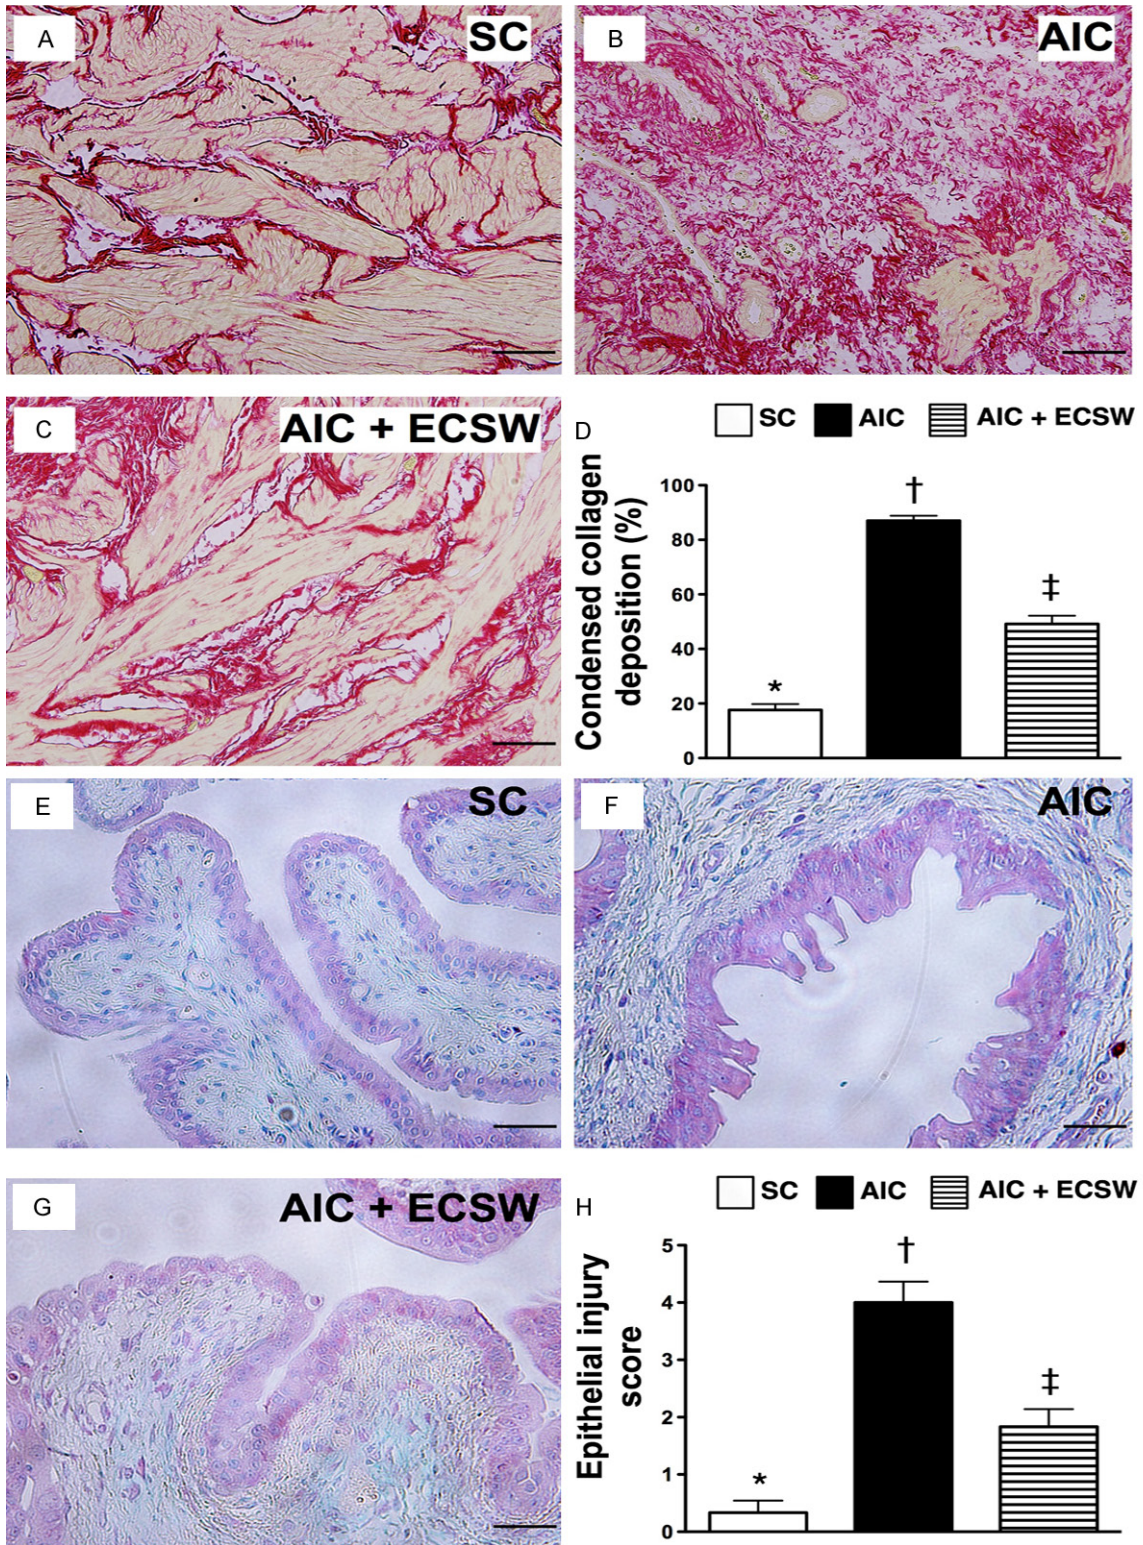 A
SC
B
AIC
C
AIC + ECSW
D
SC AIC AIC + ECSW
Condensed collagen
deposition (%)
100
80
60
40
20
0
*
†
‡
E
SC
F
AIC
G
AIC + ECSW
H
SC AIC AIC + ECSW
Epithelial injury
score
5
4
3
2
1
0
*
†
‡